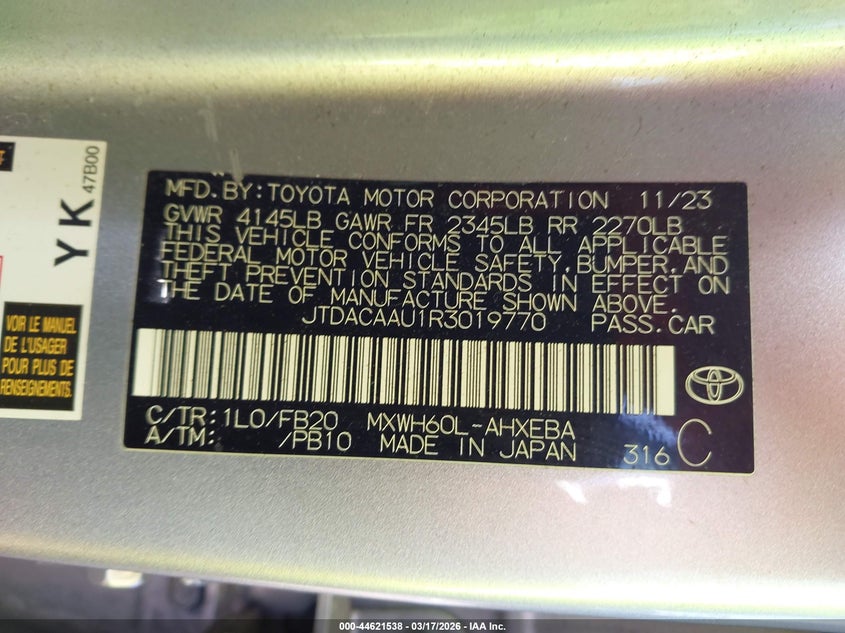 YK 47B00
VOIR LE MANUEL
DE L'USAGER
POUR PLUS DE
RENSEIGNEMENTS.
MFD.BY:TOYOTA MOTOR CORPORATION 11/23
GVWR 4145LB GAWR FR 2345LB RR 2270LB
THIS VEHICLE CONFORMS TO ALL APPLICABLE
FEDERAL MOTOR VEHICLE SAFETY,BUMPER,AND
THEFT PREVENTION STANDARDS IN EFFECT ON
THE DATE OF MANUFACTURE SHOWN ABOVE.
JTDACAAU1R3019770 PASS.CAR
C/TR:1L0/FB20 MXWH60L-AHXEBA
A/TM: /PB10 MADE IN JAPAN 316 C
000-44621538 - 03/17/2026 - IAA Inc.